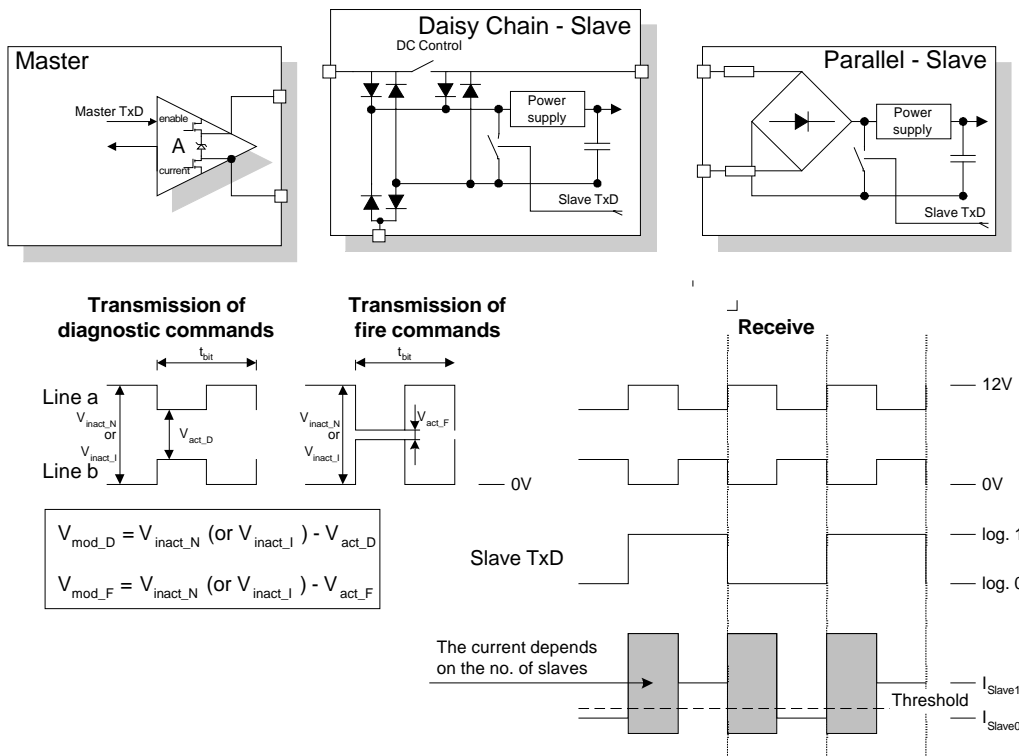 Master
Master TxD
enable
A
current
Daisy Chain - Slave
DC Control
Power
supply
Slave TxD
Parallel - Slave
Power
supply
Slave TxD
Transmission of
diagnostic commands
t_bit
Line a
V_inact_N
or
V_inact_I
V_act_D
Line b
Transmission of
fire commands
t_bit
V_inact_N
or
V_inact_I
V_act_F
0V
V_mod_D = V_inact_N (or V_inact_I ) - V_act_D
V_mod_F = V_inact_N (or V_inact_I ) - V_act_F
Receive
12V
0V
Slave TxD
log. 1
log. 0
The current depends
on the no. of slaves
I_Slave1
Threshold
I_Slave0